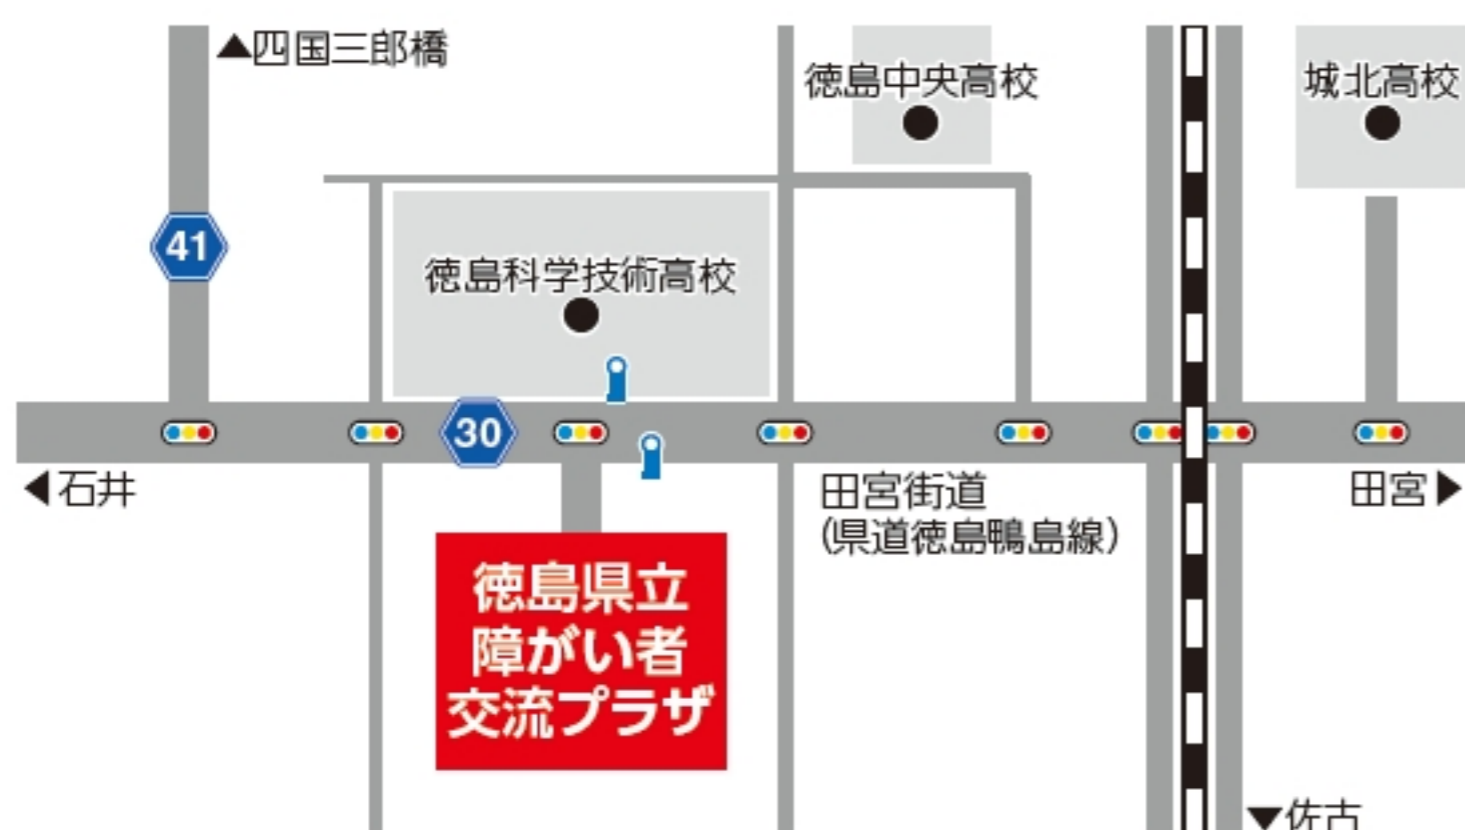 ▲四国三郎橋
徳島中央高校
城北高校
41
徳島科学技術高校
30
◀石井
田宮街道
(県道徳島鴨島線)
田宮▶
徳島県立
障がい者
交流プラザ
▼佐古